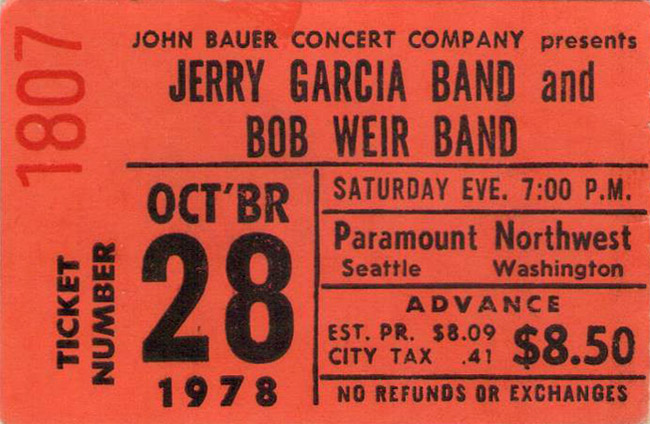 1807
TICKET
NUMBER
JOHN BAUER CONCERT COMPANY presents
JERRY GARCIA BAND and
BOB WEIR BAND
OCT'BR
28
1978
SATURDAY EVE. 7:00 P.M.
Paramount Northwest
Seattle Washington
ADVANCE
EST. PR. $8.09
CITY TAX .41
$8.50
NO REFUNDS OR EXCHANGES